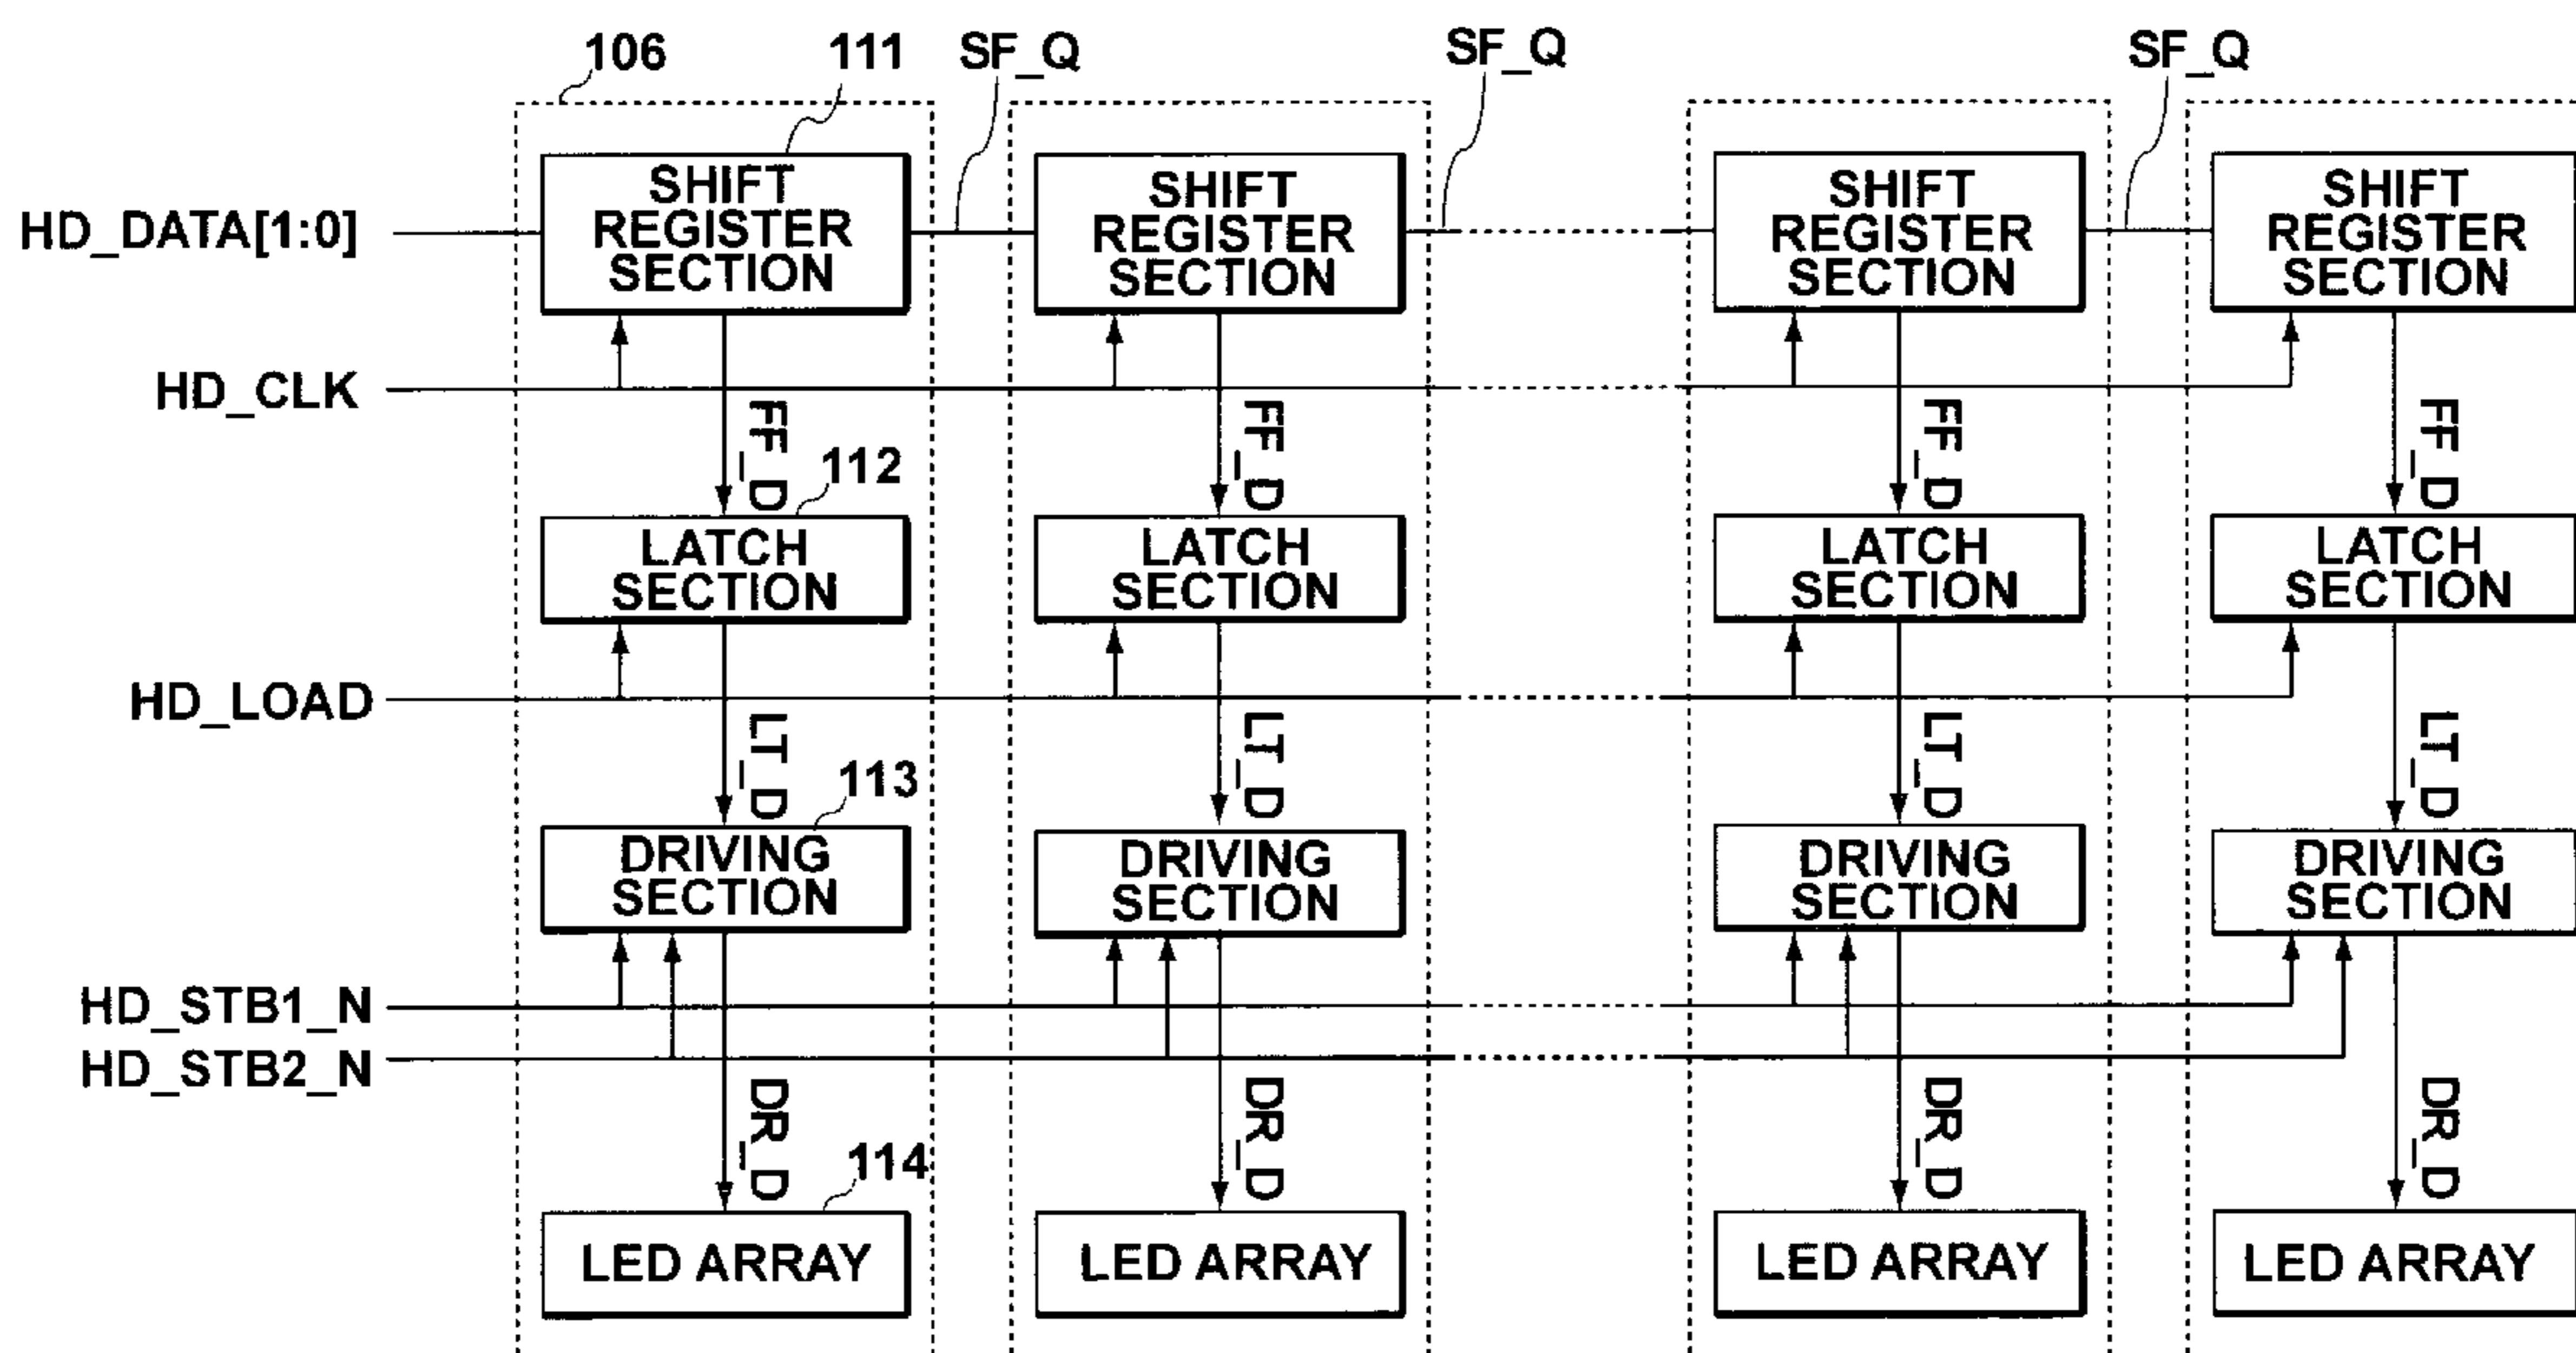 106
111
SF_Q
SF_Q
SF_Q
HD_DATA[1:0]
SHIFT
REGISTER
SECTION
SHIFT
REGISTER
SECTION
SHIFT
REGISTER
SECTION
SHIFT
REGISTER
SECTION
HD_CLK
FF_D
FF_D
FF_D
FF_D
112
LATCH
SECTION
LATCH
SECTION
LATCH
SECTION
LATCH
SECTION
HD_LOAD
LT_D
LT_D
LT_D
LT_D
113
DRIVING
SECTION
DRIVING
SECTION
DRIVING
SECTION
DRIVING
SECTION
HD_STB1_N
HD_STB2_N
DR_D
DR_D
DR_D
DR_D
114
LED ARRAY
LED ARRAY
LED ARRAY
LED ARRAY